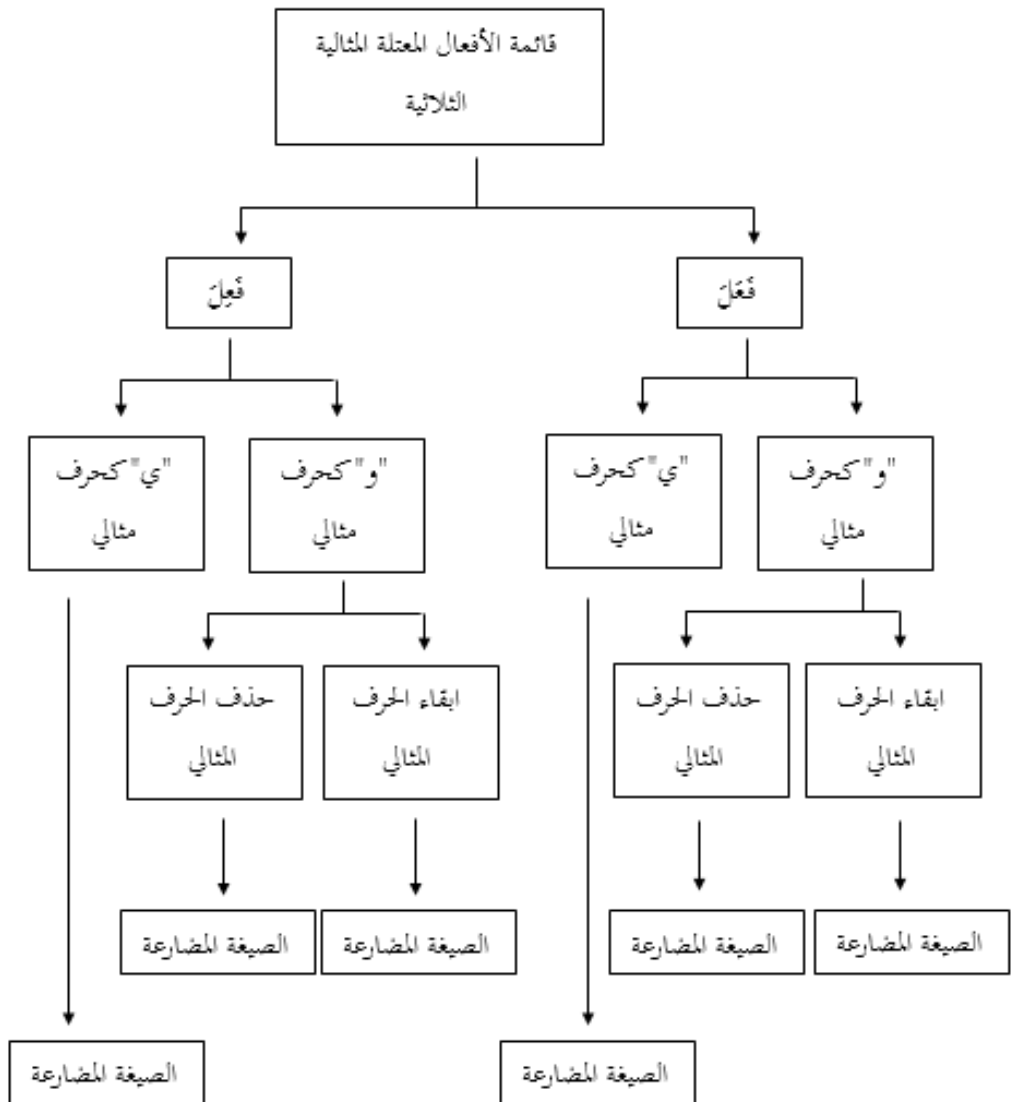 قائمة الأفعال المعتلة المثالية
الثلاثية
فَعَلَ
فَعِلَ
"و" كحرف
مثالي
"ي" كحرف
مثالي
"و" كحرف
مثالي
"ي" كحرف
مثالي
ابقاء الحرف
المثالي
حذف الحرف
المثالي
ابقاء الحرف
المثالي
حذف الحرف
المثالي
الصيغة المضارعة
الصيغة المضارعة
الصيغة المضارعة
الصيغة المضارعة
الصيغة المضارعة
الصيغة المضارعة